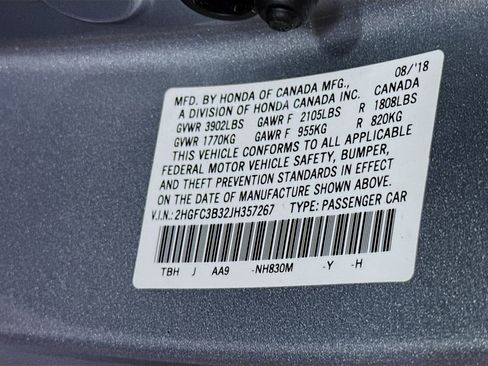 MFD. BY HONDA OF CANADA MFG., 08/'18
A DIVISION OF HONDA CANADA INC. CANADA
GVWR 3902LBS GAWR F 2105LBS R 1808LBS
GVWR 1770KG GAWR F 955KG R 820KG
THIS VEHICLE CONFORMS TO ALL APPLICABLE
FEDERAL MOTOR VEHICLE SAFETY, BUMPER,
AND THEFT PREVENTION STANDARDS IN EFFECT
ON THE DATE OF MANUFACTURE SHOWN ABOVE.
V.I.N.: 2HGFC3B32JH357267 TYPE: PASSENGER CAR
TBH J AA9 -NH830M -Y -H